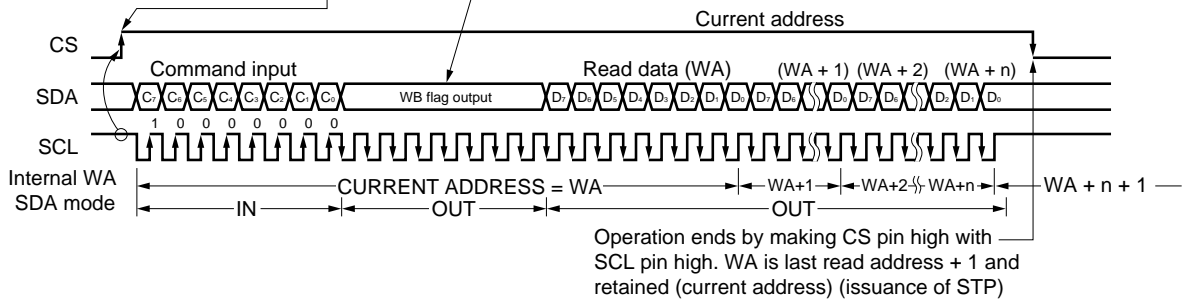 Current address
CS
Command input
Read data (WA)
(WA + 1) (WA + 2) (WA + n)
SDA
C7 C6 C5 C4 C3 C2 C1 C0 WB flag output D7 D6 D5 D4 D3 D2 D1 D0 D7 D6 D0 D7 D6 D2 D1 D0
1 0 0 0 0 0 0 0
SCL
Internal WA CURRENT ADDRESS = WA WA+1 WA+2 WA+n WA + n + 1
SDA mode IN OUT OUT
Operation ends by making CS pin high with
SCL pin high. WA is last read address + 1 and
retained (current address) (issuance of STP)